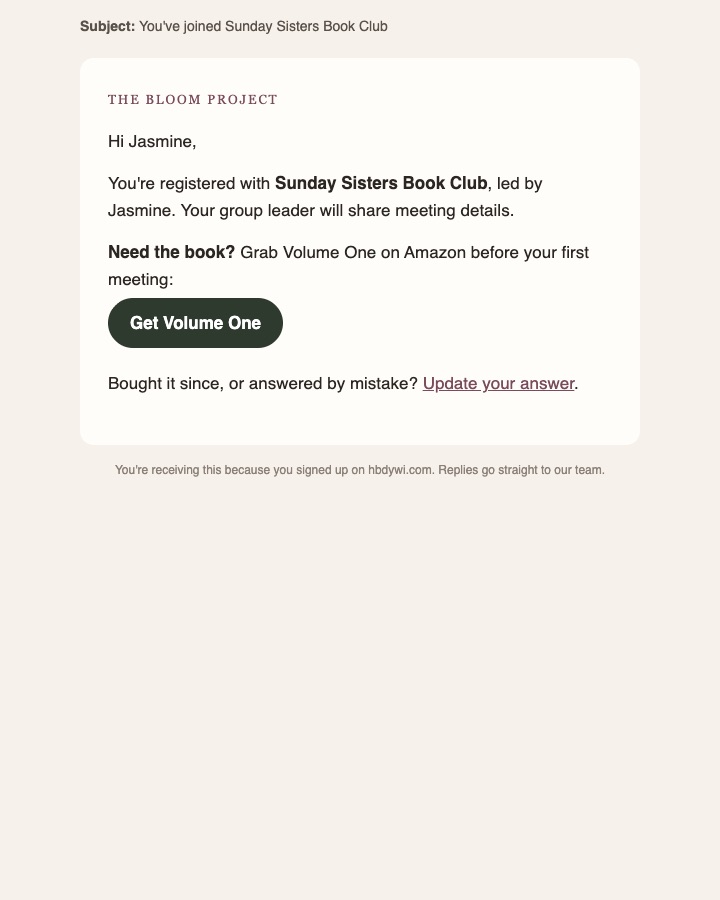 Subject: You've joined Sunday Sisters Book Club
THE BLOOM PROJECT
Hi Jasmine,
You're registered with Sunday Sisters Book Club, led by
Jasmine. Your group leader will share meeting details.
Need the book? Grab Volume One on Amazon before your first
meeting:
Get Volume One
Bought it since, or answered by mistake? Update your answer.
You're receiving this because you signed up on hbdywi.com. Replies go straight to our team.